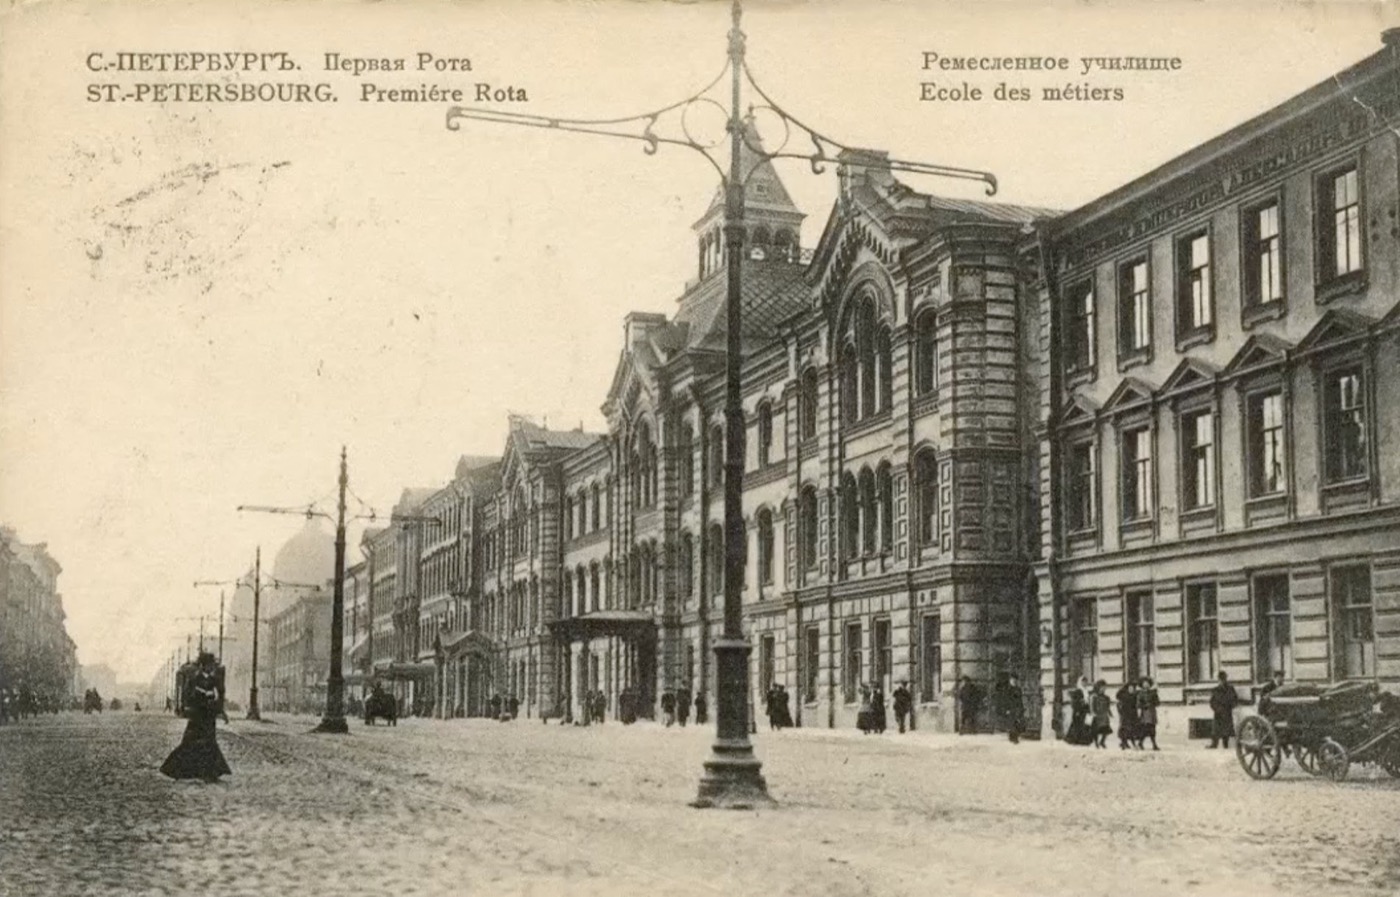 С.-ПЕТЕРБУРГЪ. Первая Рота
ST.-PETERSBOURG. Premiére Rota
Ремесленное училище
Ecole des métiers